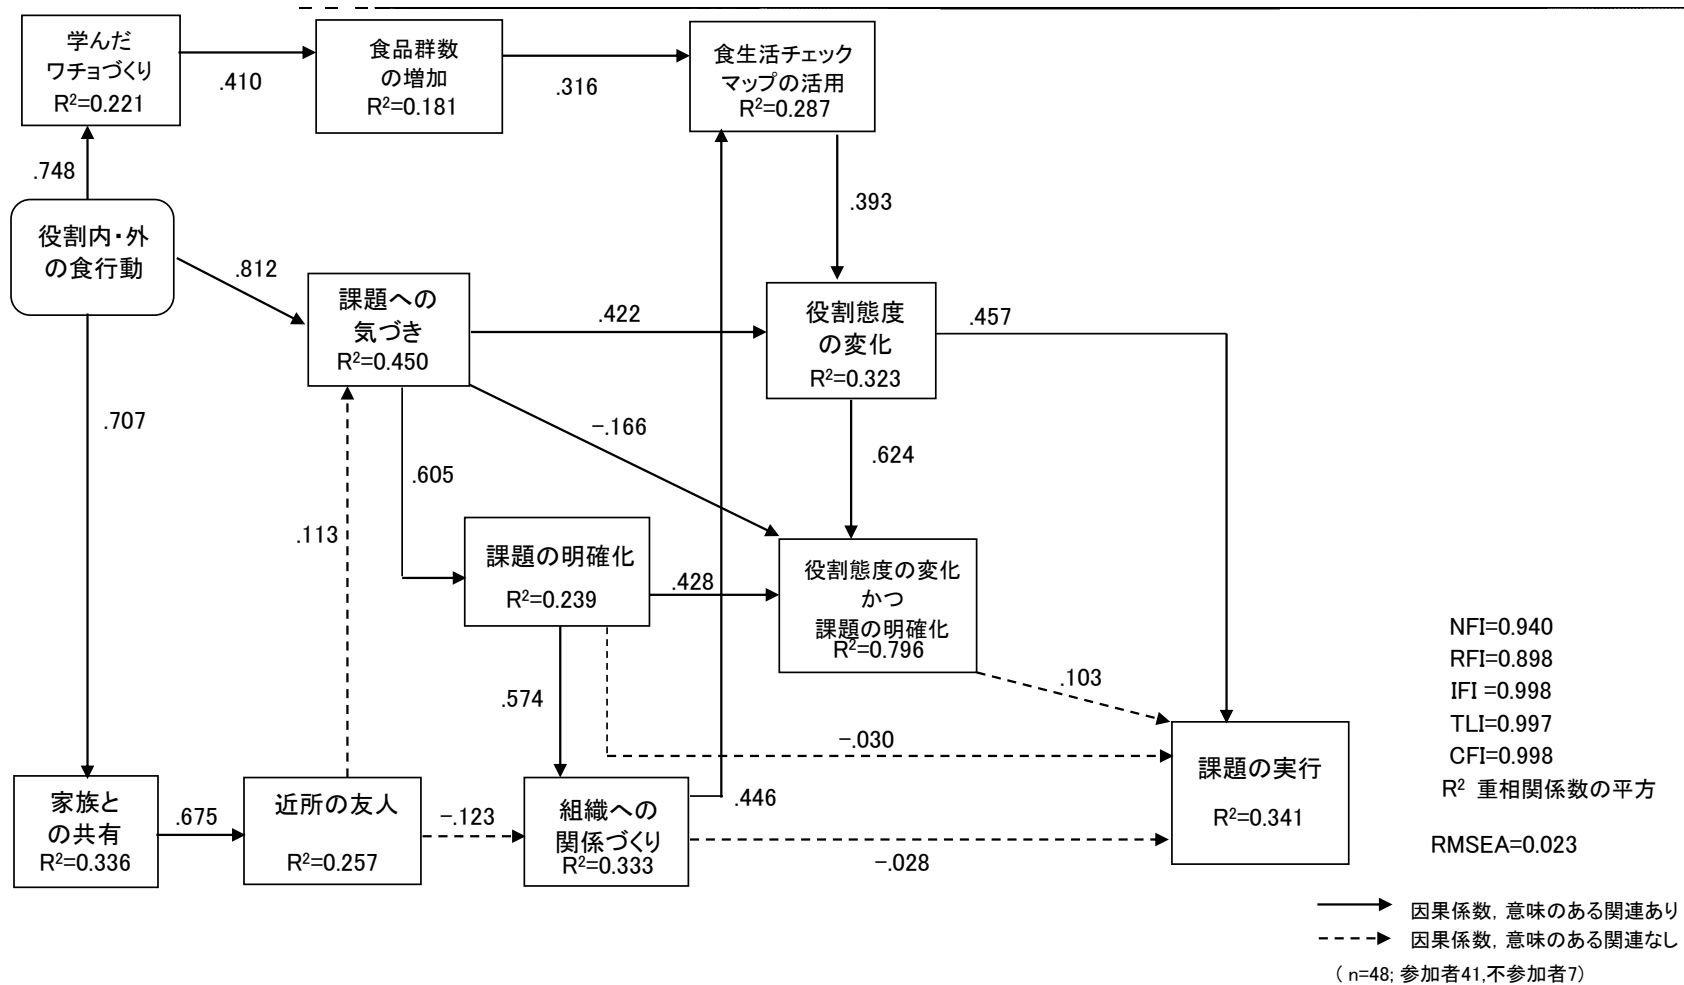 学んだ
ワチョづくり
R²=0.221
.410
食品群数
の増加
R²=0.181
.316
食生活チェック
マップの活用
R²=0.287
.748
.393
役割内・外
の食行動
.812
課題への
気づき
R²=0.450
.422
役割態度
の変化
R²=0.323
.457
.707
-.166
.605
.624
.113
課題の明確化
R²=0.239
.428
役割態度の変化
かつ
課題の明確化
R²=0.796
.103
.574
-.030
家族と
の共有
R²=0.336
.675
近所の友人
R²=0.257
-.123
組織への
関係づくり
R²=0.333
.446
-.028
課題の実行
R²=0.341
NFI=0.940
RFI=0.898
IFI =0.998
TLI=0.997
CFI=0.998
R² 重相関係数の平方
RMSEA=0.023
因果係数, 意味のある関連あり
因果係数, 意味のある関連なし
( n=48; 参加者41,不参加者7)